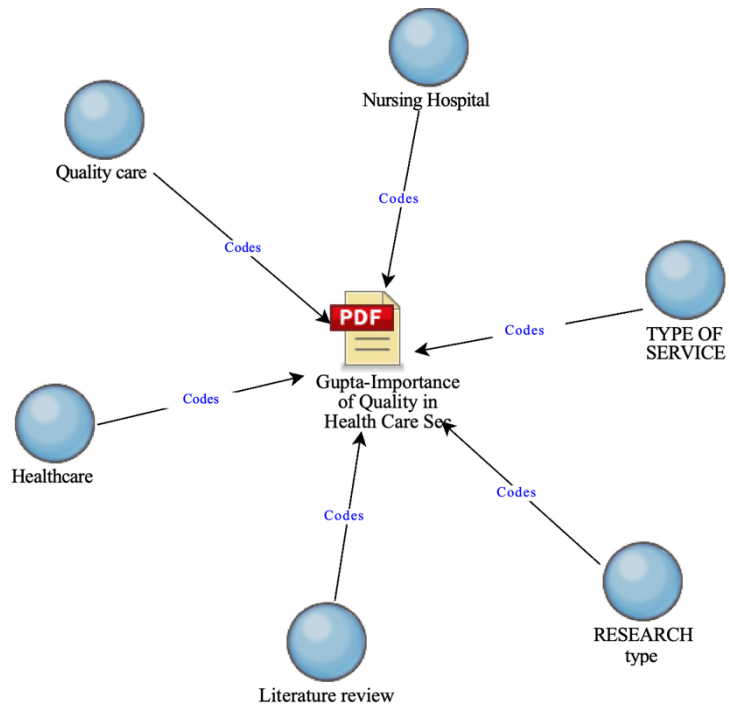 Nursing Hospital
Quality care
Codes
Codes
PDF
TYPE OF
SERVICE
Codes
Gupta-Importance
of Quality in
Health Care Sec
Codes
Healthcare
Codes
Codes
RESEARCH
type
Literature review